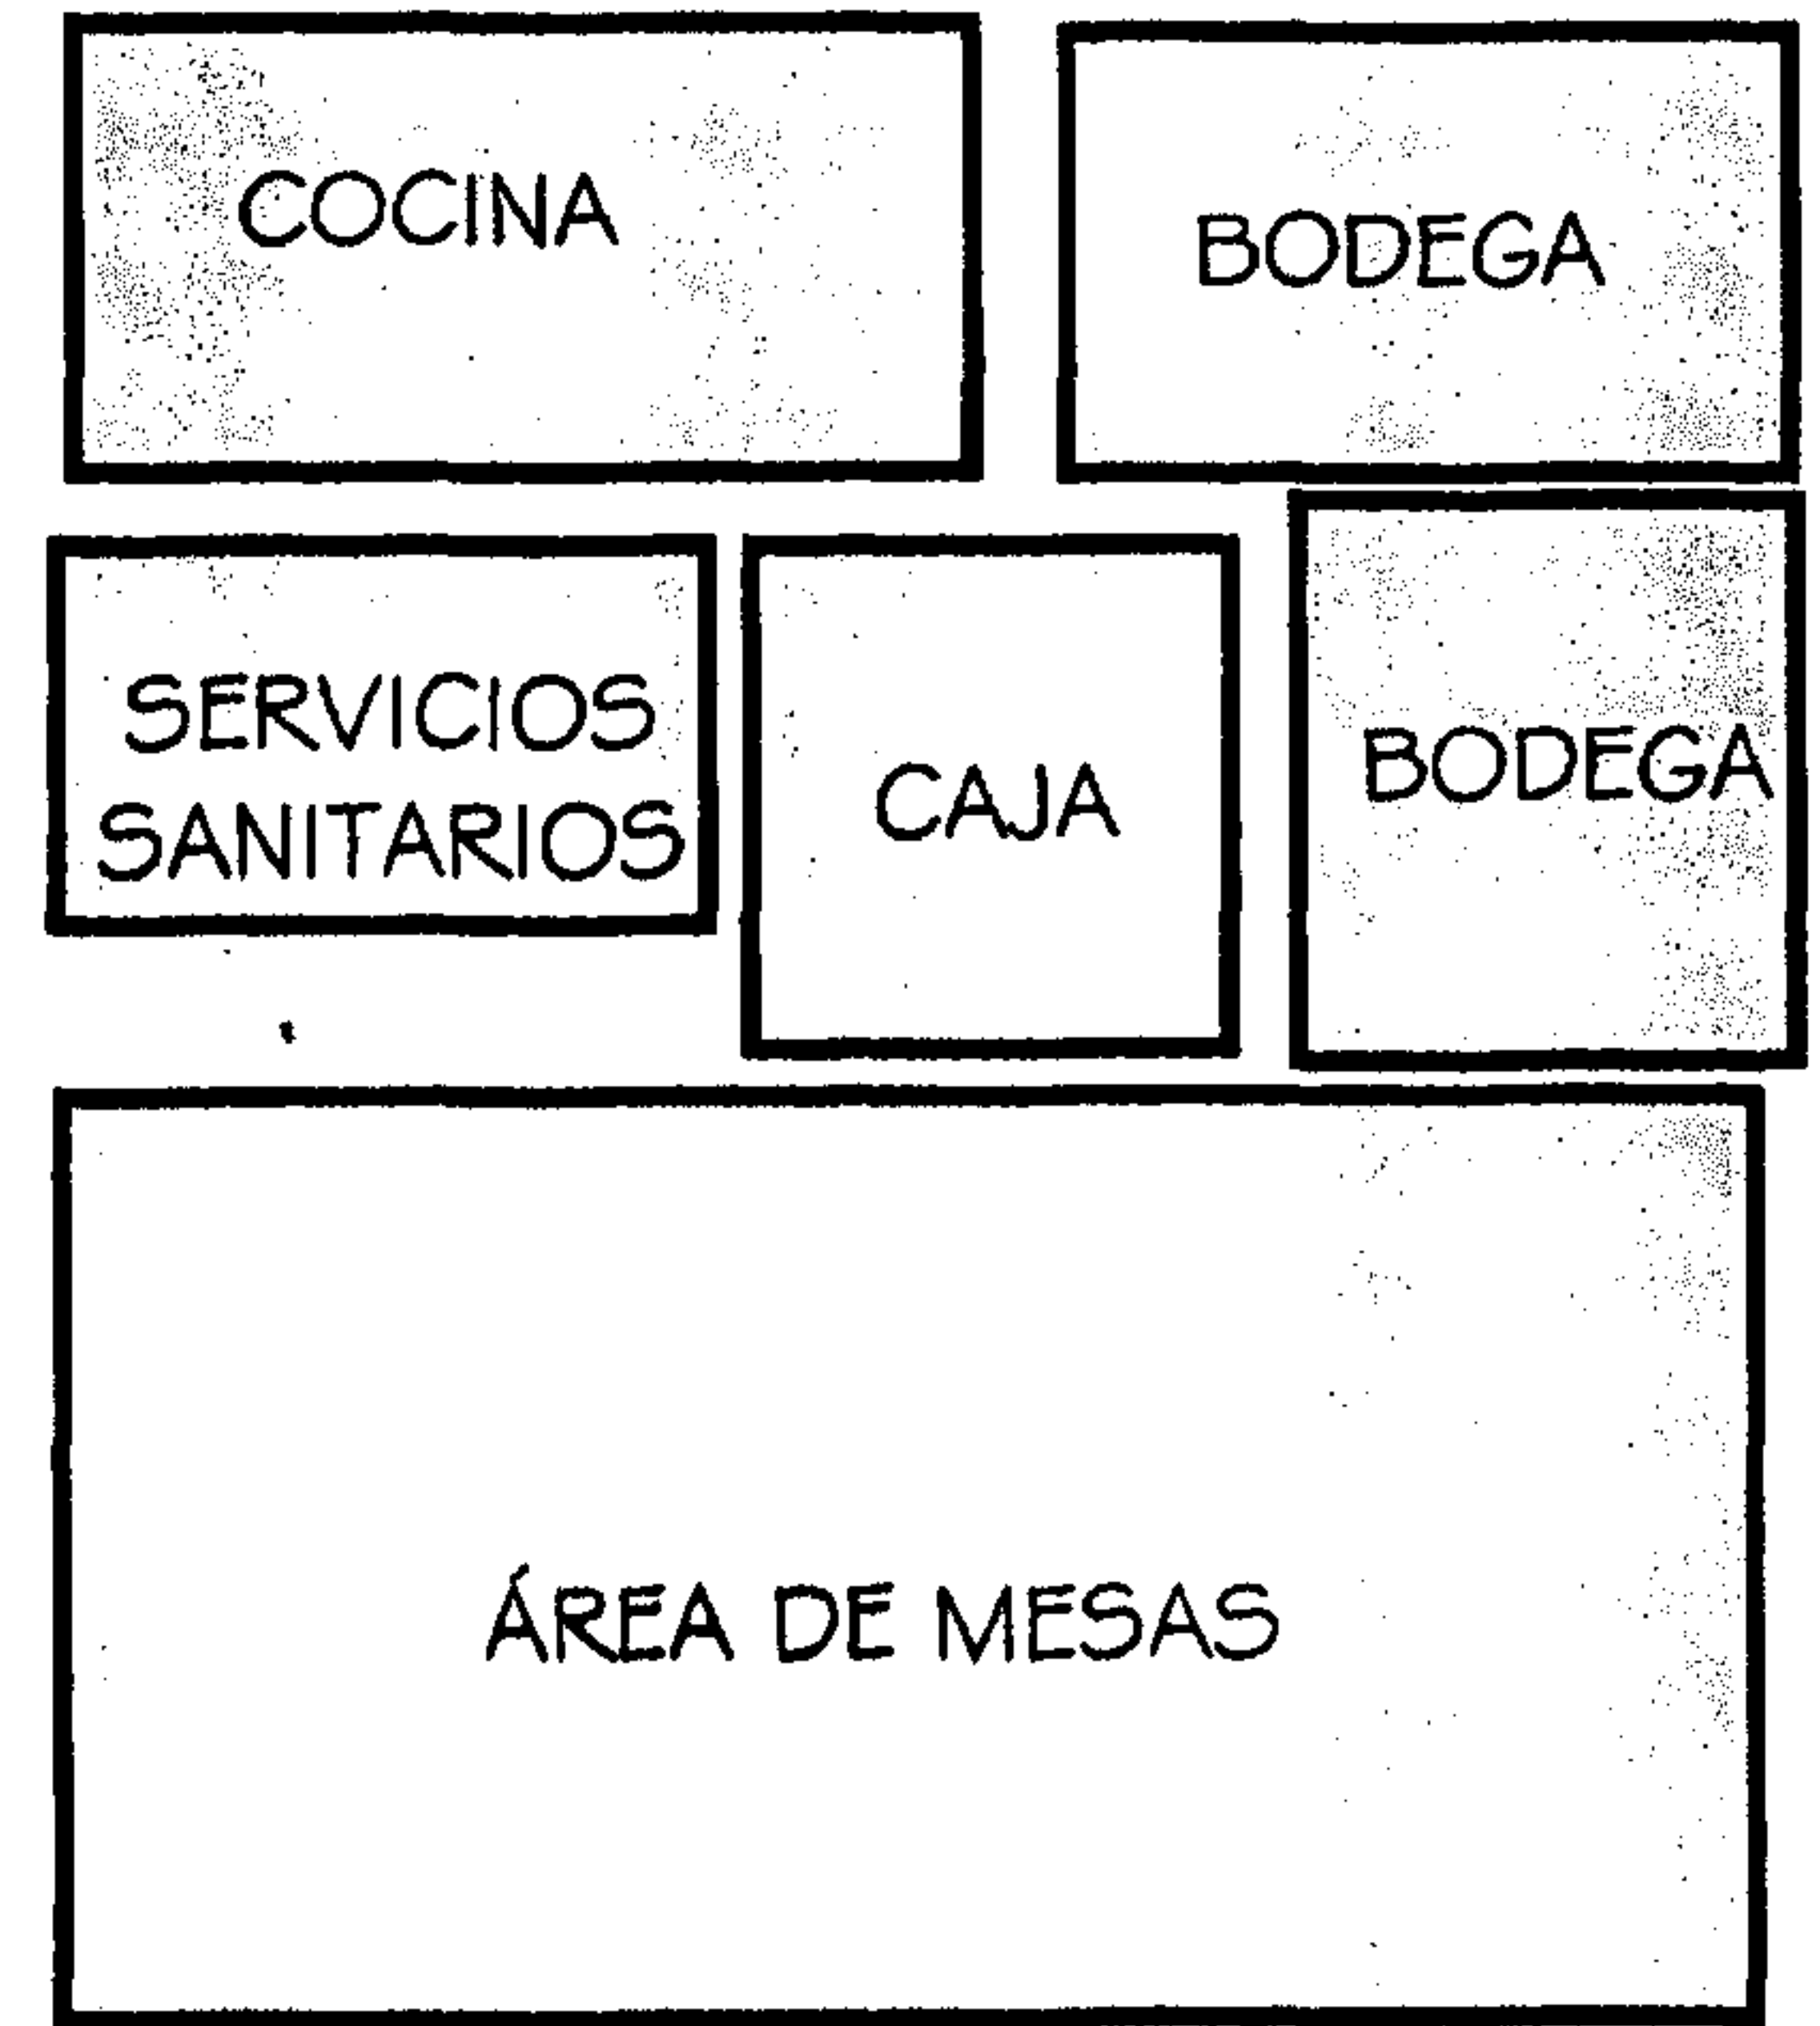 COCINA
BODEGA
SERVICIOS
SANITARIOS
CAJA
BODEGA
ÁREA DE MESAS